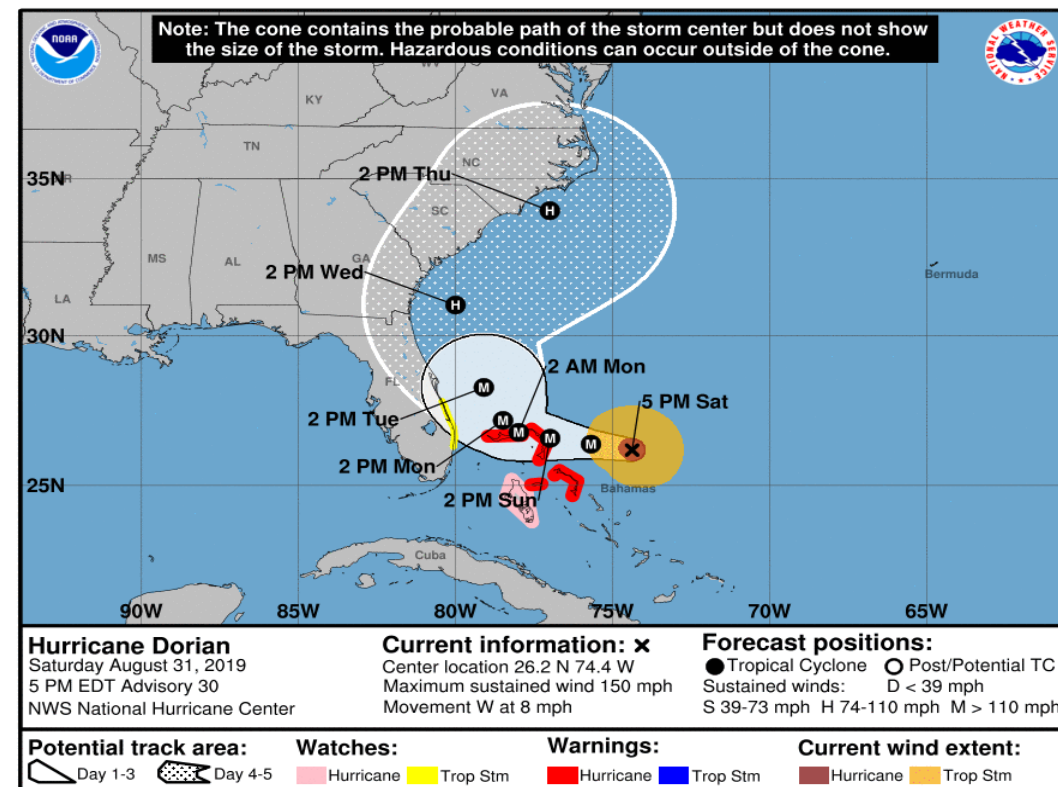 Note: The cone contains the probable path of the storm center but does not show
the size of the storm. Hazardous conditions can occur outside of the cone.
NOAA
NATIONAL WEATHER SERVICE
WV
VA
KY
TN
NC
2 PM Thu
35N
AR
H
SC
MS
AL
GA
2 PM Wed
Bermuda
LA
H
30N
2 AM Mon
FL
M
5 PM Sat
2 PM Tue
M
M
M
M
2 PM Mon
25N
Bahamas
2 PM Sun
Cuba
90W
85W
80W
75W
70W
65W
Hurricane Dorian
Saturday August 31, 2019
5 PM EDT Advisory 30
NWS National Hurricane Center
Current information: ×
Center location 26.2 N 74.4 W
Maximum sustained wind 150 mph
Movement W at 8 mph
Forecast positions:
Tropical Cyclone Post/Potential TC
Sustained winds: D < 39 mph
S 39-73 mph H 74-110 mph M > 110 mph
Potential track area:
Day 1-3 Day 4-5
Watches:
Hurricane Trop Stm
Warnings:
Hurricane Trop Stm
Current wind extent:
Hurricane Trop Stm